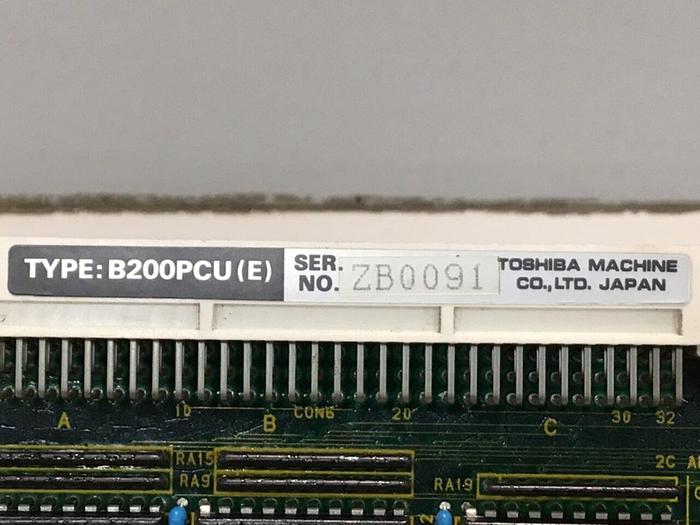 TYPE: B200PCU (E)
SER. NO. ZB0091
TOSHIBA MACHINE
CO., LTD. JAPAN
A
10
B
CON6
20
C
30
32
RA15
RA9
RA19
2C
2